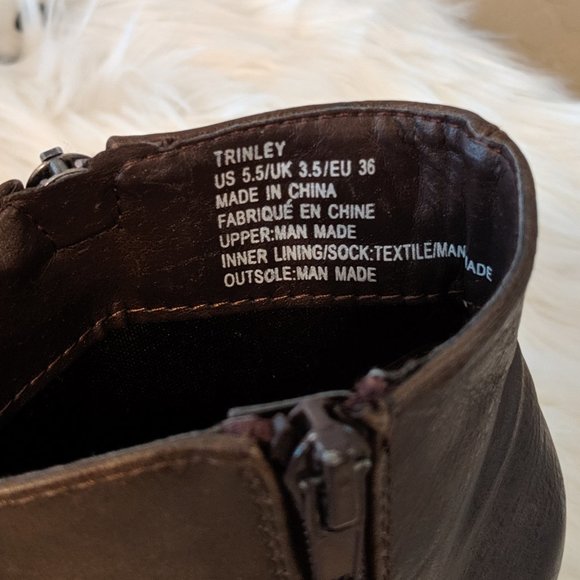 TRINLEY
US 5.5/UK 3.5/EU 36
MADE IN CHINA
FABRIQUÉ EN CHINE
UPPER:MAN MADE
INNER LINING/SOCK:TEXTILE/MAN MADE
OUTSOLE:MAN MADE